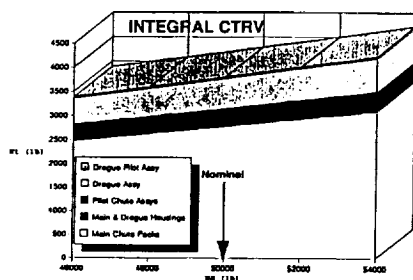 INTEGRAL CTRV
4500
4000
3500
3000
2500
2000
1500
1000
500
0
Wt (lb)
Drogue Pilot Assy
Drogue Assy
Pilot Chute Assys
Main & Drogue Housings
Main Chute Packs
Nominal
48000
50000
52000
54000
(lb)